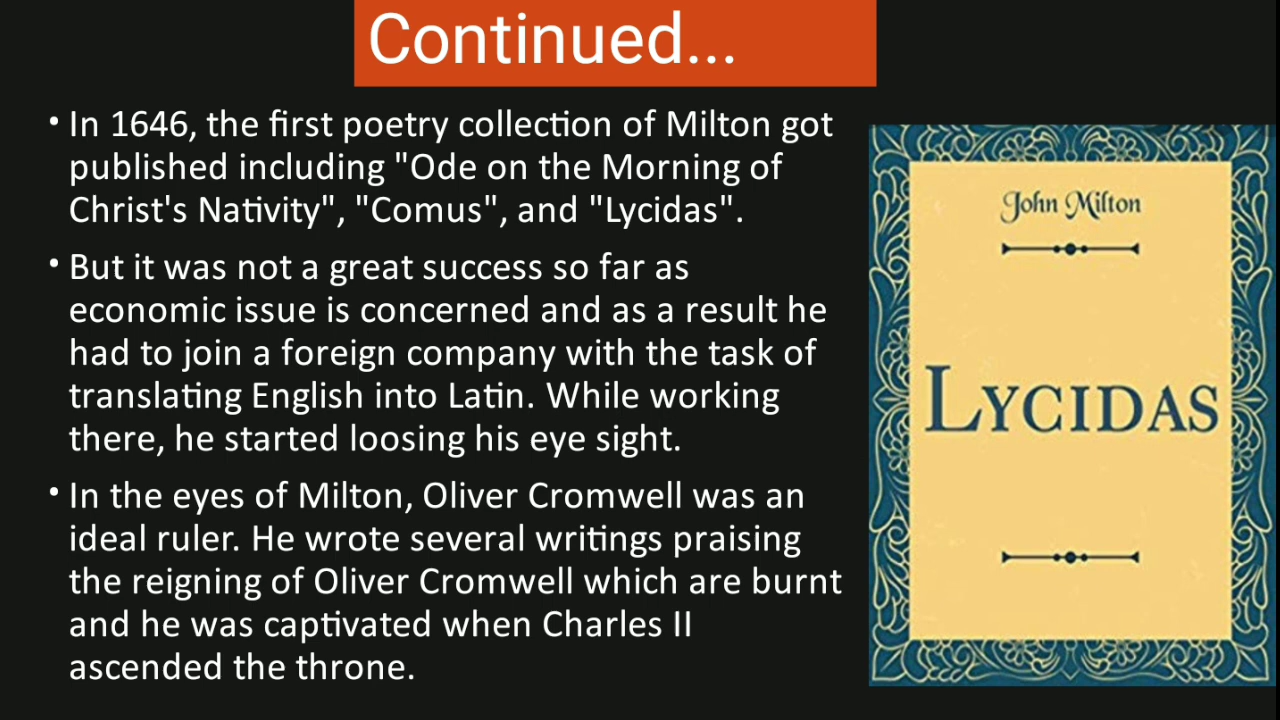 Continued...
• In 1646, the first poetry collection of Milton got
published including "Ode on the Morning of
Christ's Nativity", "Comus", and "Lycidas".
• But it was not a great success so far as
economic issue is concerned and as a result he
had to join a foreign company with the task of
translating English into Latin. While working
there, he started loosing his eye sight.
• In the eyes of Milton, Oliver Cromwell was an
ideal ruler. He wrote several writings praising
the reigning of Oliver Cromwell which are burnt
and he was captivated when Charles II
ascended the throne.
John Milton
LYCIDAS